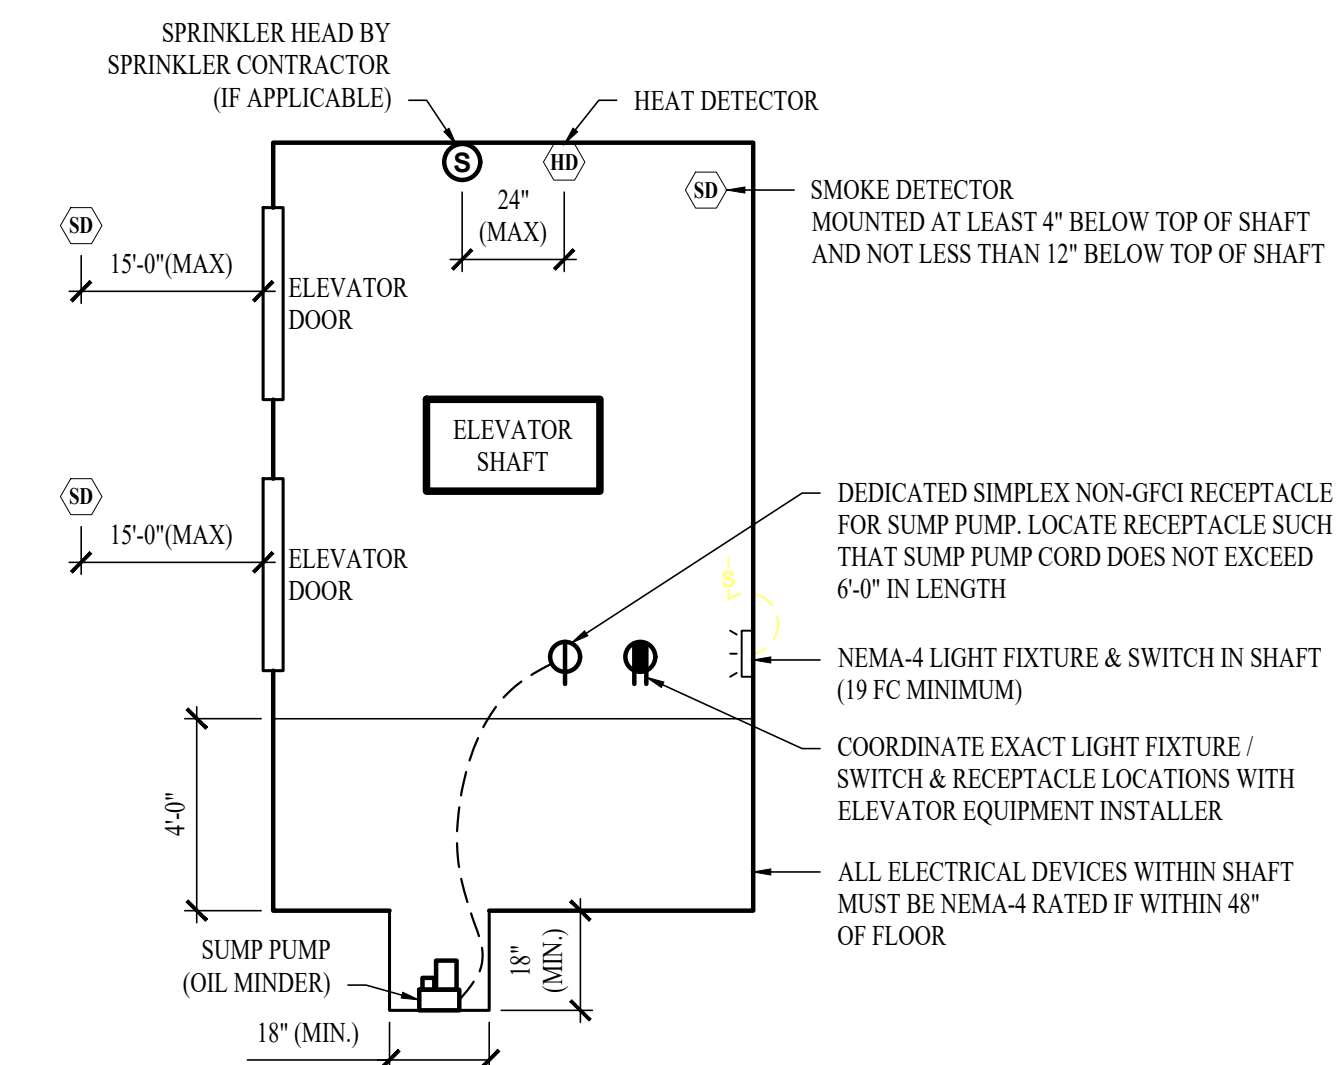 SPRINKLER HEAD BY
SPRINKLER CONTRACTOR
(IF APPLICABLE)
HEAT DETECTOR
S
HD
SD
SMOKE DETECTOR
MOUNTED AT LEAST 4" BELOW TOP OF SHAFT
AND NOT LESS THAN 12" BELOW TOP OF SHAFT
24"
(MAX)
SD
15'-0"(MAX)
ELEVATOR
DOOR
ELEVATOR
SHAFT
SD
15'-0"(MAX)
ELEVATOR
DOOR
DEDICATED SIMPLEX NON-GFCI RECEPTACLE
FOR SUMP PUMP. LOCATE RECEPTACLE SUCH
THAT SUMP PUMP CORD DOES NOT EXCEED
6'-0" IN LENGTH
S
NEMA-4 LIGHT FIXTURE & SWITCH IN SHAFT
(19 FC MINIMUM)
COORDINATE EXACT LIGHT FIXTURE /
SWITCH & RECEPTACLE LOCATIONS WITH
ELEVATOR EQUIPMENT INSTALLER
4'-0"
ALL ELECTRICAL DEVICES WITHIN SHAFT
MUST BE NEMA-4 RATED IF WITHIN 48"
OF FLOOR
SUMP PUMP
(OIL MINDER)
18"
(MIN.)
18" (MIN.)